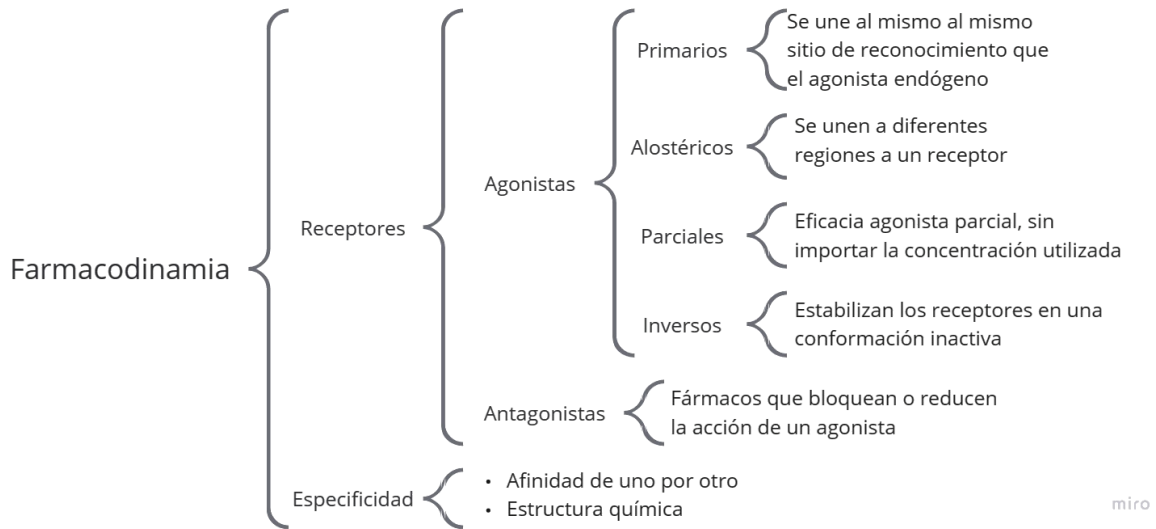 Farmacodinamia
Receptores
Agonistas
Primarios
Se une al mismo al mismo
sitio de reconocimiento que
el agonista endógeno
Alostéricos
Se unen a diferentes
regiones a un receptor
Parciales
Eficacia agonista parcial, sin
importar la concentración utilizada
Inversos
Estabilizan los receptores en una
conformación inactiva
Antagonistas
Fármacos que bloquean o reducen
la acción de un agonista
Especificidad
• Afinidad de uno por otro
• Estructura química
miro